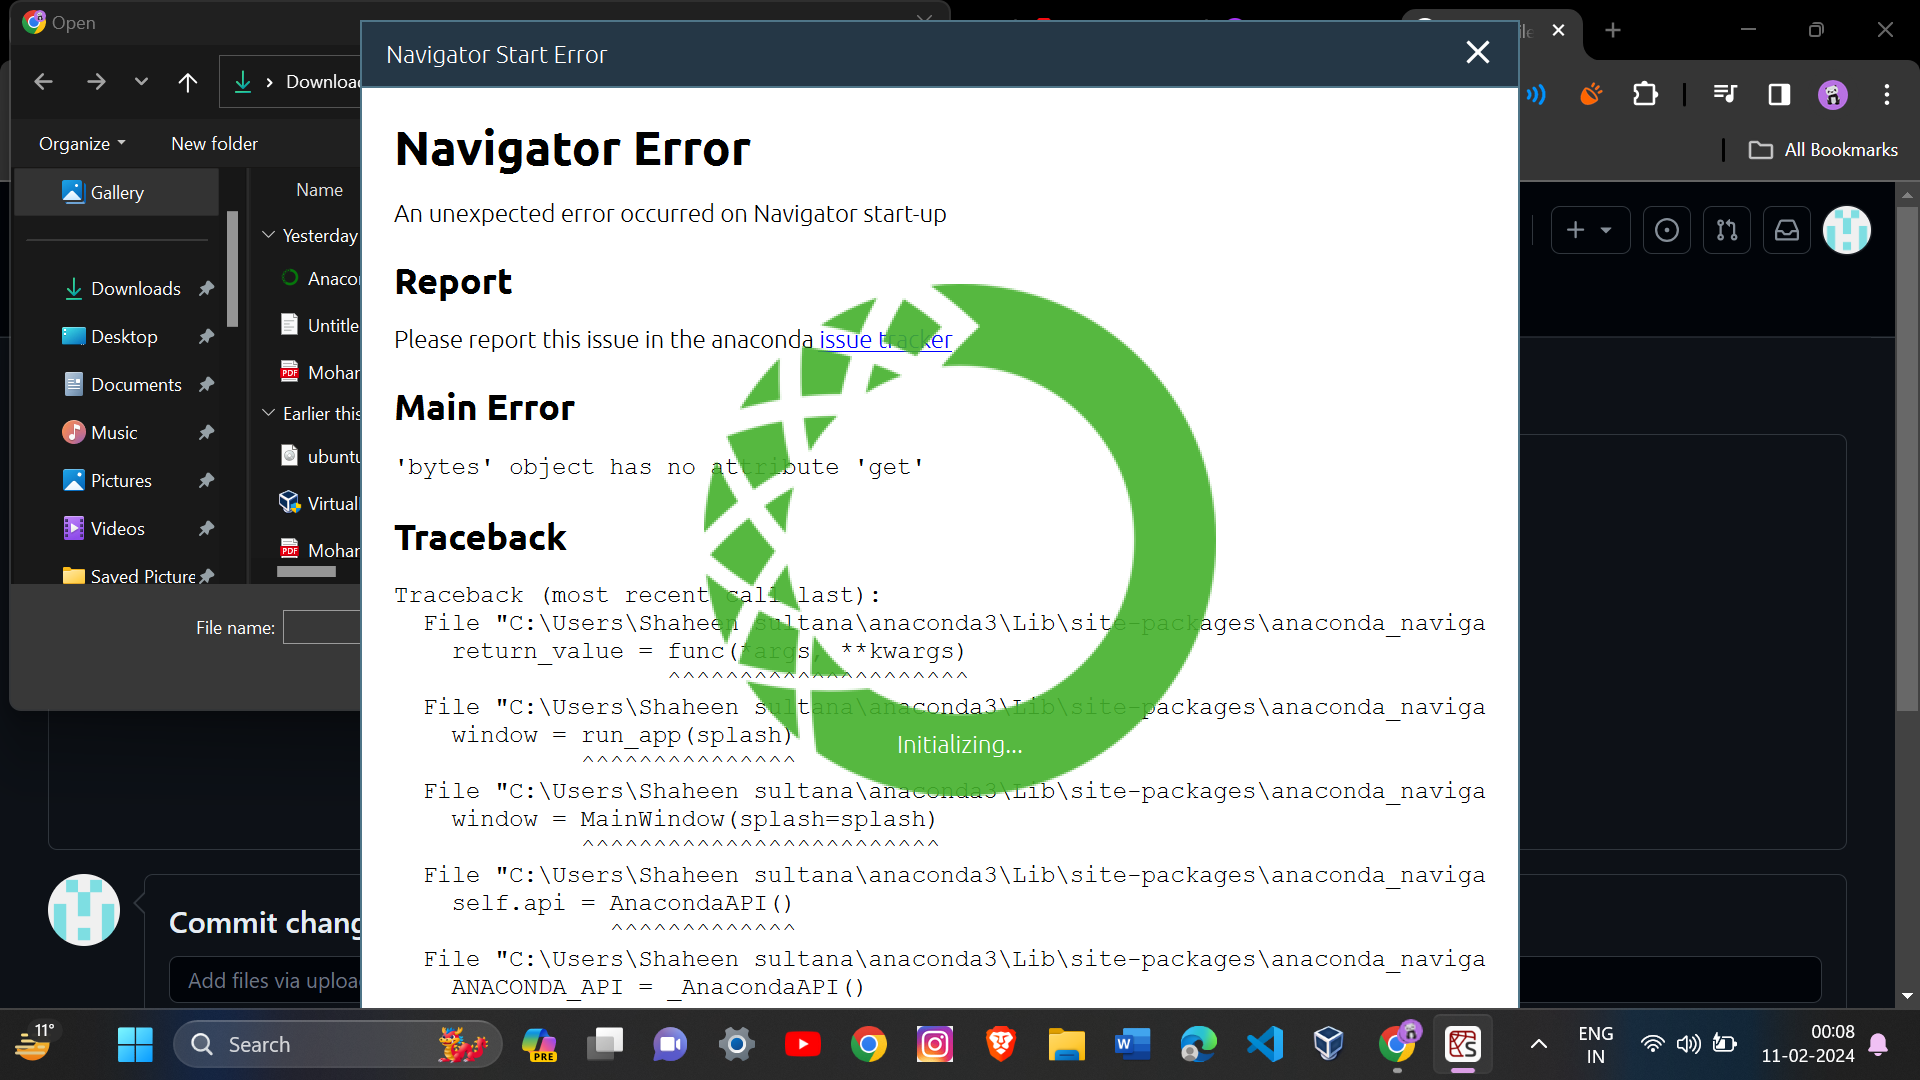 Open
Downloa
Organize
New folder
Gallery
Downloads
Desktop
Documents
Music
Pictures
Videos
Saved Picture
Name
Yesterday
Anaco
Untitle
Mohar
Earlier this
ubuntu
Virtual
Mohar
File name:
Navigator Start Error
Navigator Error
An unexpected error occurred on Navigator start-up
Report
Please report this issue in the anaconda issue tracker
Main Error
'bytes' object has no attribute 'get'
Traceback
Traceback (most recent call last):
File "C:\Users\Shaheen sultana\anaconda3\Lib\site-packages\anaconda_naviga
return_value = func(*args, **kwargs)
^^^^^^^^^^^^^^^^^^^^^
File "C:\Users\Shaheen sultana\anaconda3\Lib\site-packages\anaconda_naviga
window = run_app(splash)
^^^^^^^^^^^^^^^
Initializing...
File "C:\Users\Shaheen sultana\anaconda3\Lib\site-packages\anaconda_naviga
window = MainWindow(splash=splash)
^^^^^^^^^^^^^^^^^^^^^^^^^
File "C:\Users\Shaheen sultana\anaconda3\Lib\site-packages\anaconda_naviga
self.api = AnacondaAPI()
^^^^^^^^^^^^^
File "C:\Users\Shaheen sultana\anaconda3\Lib\site-packages\anaconda_naviga
ANACONDA_API = _AnacondaAPI()
All Bookmarks
Commit chang
Add files via uploa
11°
Search
PRE
ENG
IN
00:08
11-02-2024